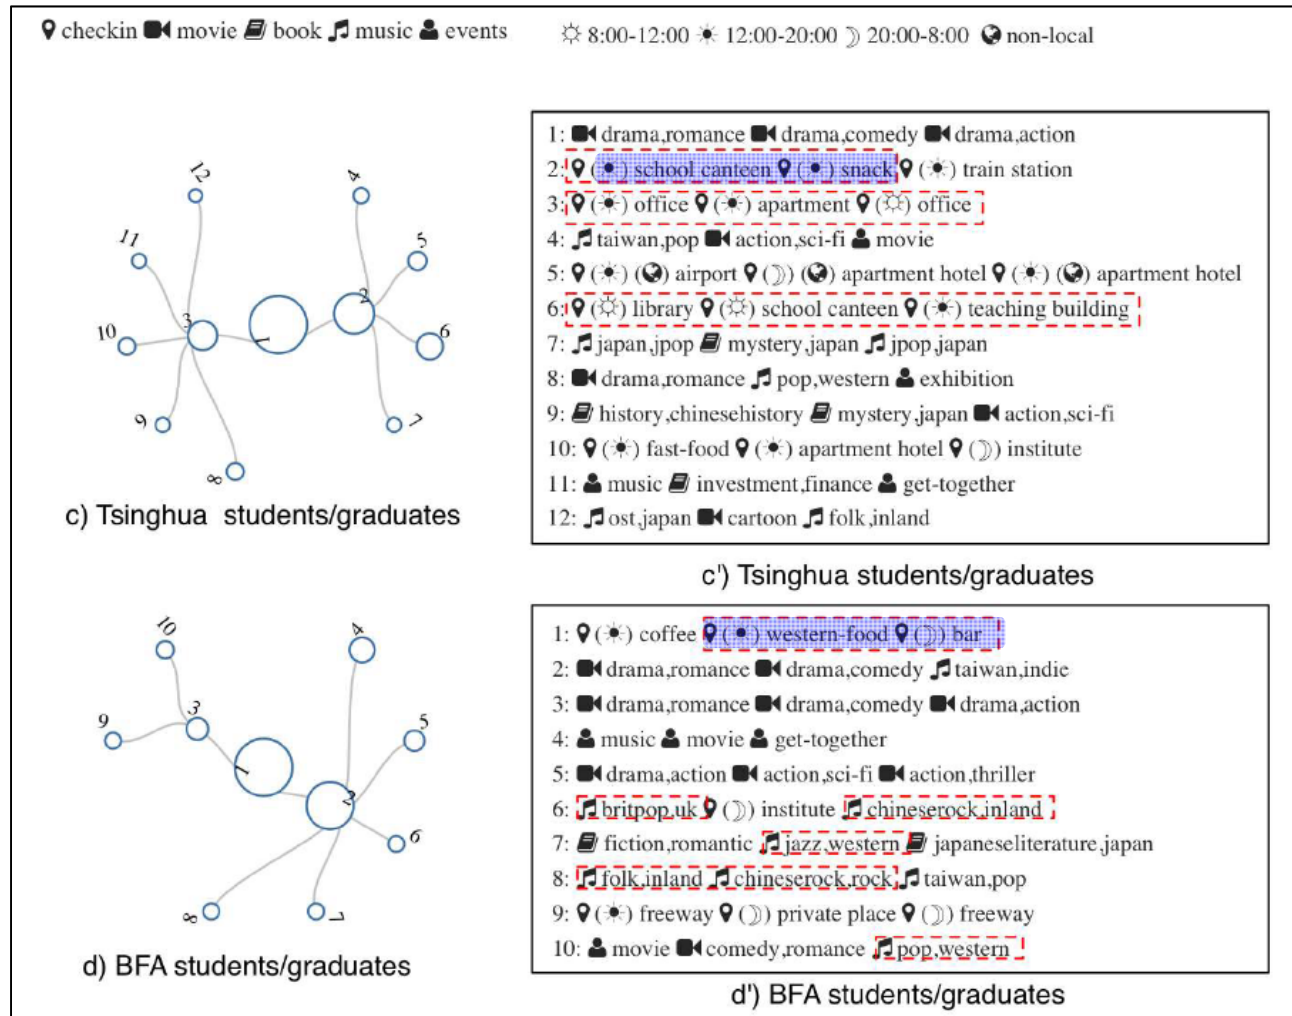 checkin movie book music events 8:00-12:00 12:00-20:00 20:00-8:00 non-local
1: drama,romance drama,comedy drama,action
2: ( ) school canteen ( ) snack ( ) train station
3: ( ) office ( ) apartment ( ) office
4: taiwan,pop action,sci-fi movie
5: ( ) ( ) airport ( ) ( ) apartment hotel ( ) ( ) apartment hotel
6: ( ) library ( ) school canteen ( ) teaching building
7: japan,jpop mystery,japan jpop,japan
8: drama,romance pop,western exhibition
9: history,chinesehistory mystery,japan action,sci-fi
10: ( ) fast-food ( ) apartment hotel ( ) institute
11: music investment,finance get-together
12: ost,japan cartoon folk,inland
c') Tsinghua students/graduates
12
4
11
5
2
3
1
10
6
9
7
8
c) Tsinghua students/graduates
1: ( ) coffee ( ) western-food ( ) bar
2: drama,romance drama,comedy taiwan,indie
3: drama,romance drama,comedy drama,action
4: music movie get-together
5: drama,action action,sci-fi action,thriller
6: britpop,uk ( ) institute chineserock,inland
7: fiction,romantic jazz,western japaneseliterature,japan
8: folk,inland chineserock,rock taiwan,pop
9: ( ) freeway ( ) private place ( ) freeway
10: movie comedy,romance pop,western
d') BFA students/graduates
10
4
3
9
5
1
2
6
8
7
d) BFA students/graduates